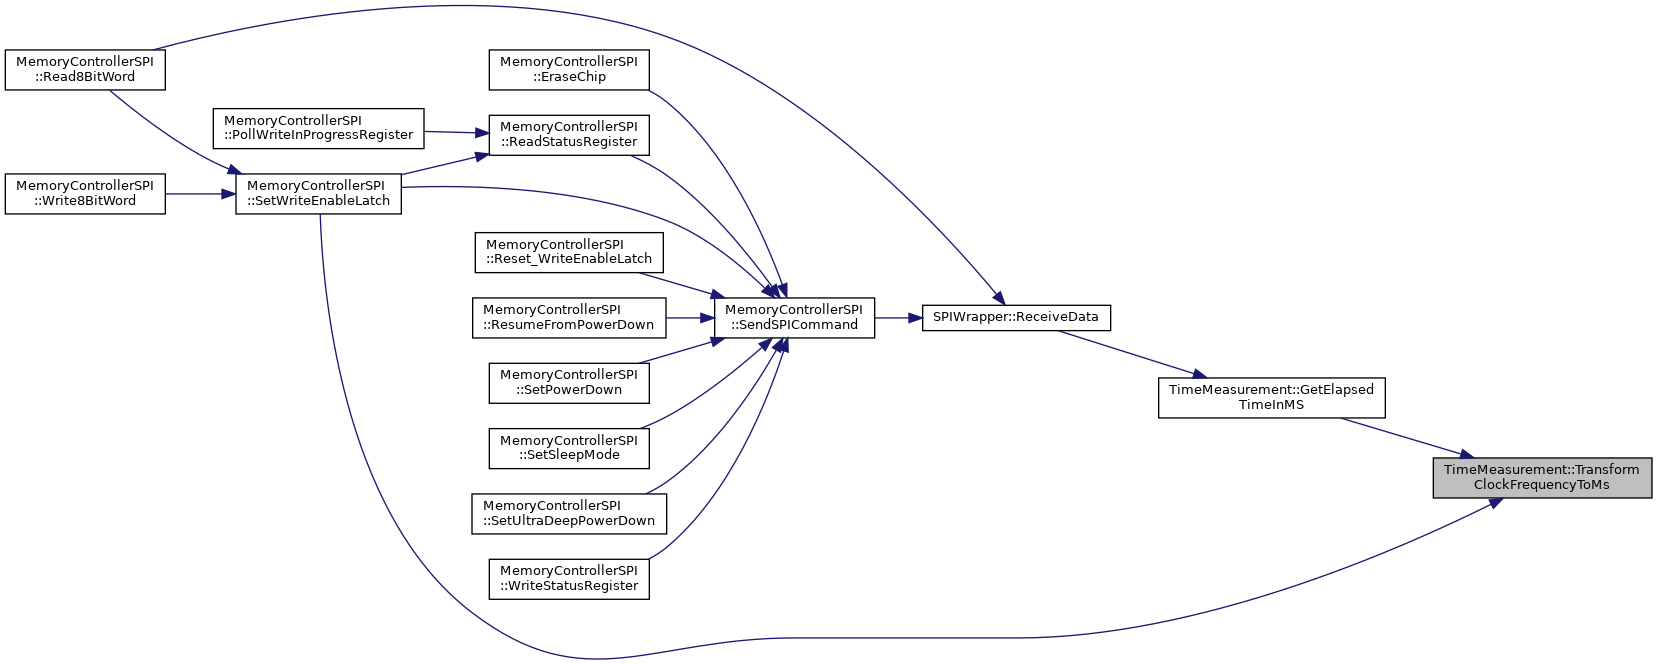 MemoryControllerSPI
::Read8BitWord
MemoryControllerSPI
::EraseChip
MemoryControllerSPI
::PollWriteInProgressRegister
MemoryControllerSPI
::ReadStatusRegister
MemoryControllerSPI
::Write8BitWord
MemoryControllerSPI
::SetWriteEnableLatch
MemoryControllerSPI
::Reset_WriteEnableLatch
MemoryControllerSPI
::ResumeFromPowerDown
MemoryControllerSPI
::SendSPICommand
SPIWrapper::ReceiveData
MemoryControllerSPI
::SetPowerDown
TimeMeasurement::GetElapsed
TimeInMS
MemoryControllerSPI
::SetSleepMode
TimeMeasurement::Transform
ClockFrequencyToMs
MemoryControllerSPI
::SetUltraDeepPowerDown
MemoryControllerSPI
::WriteStatusRegister